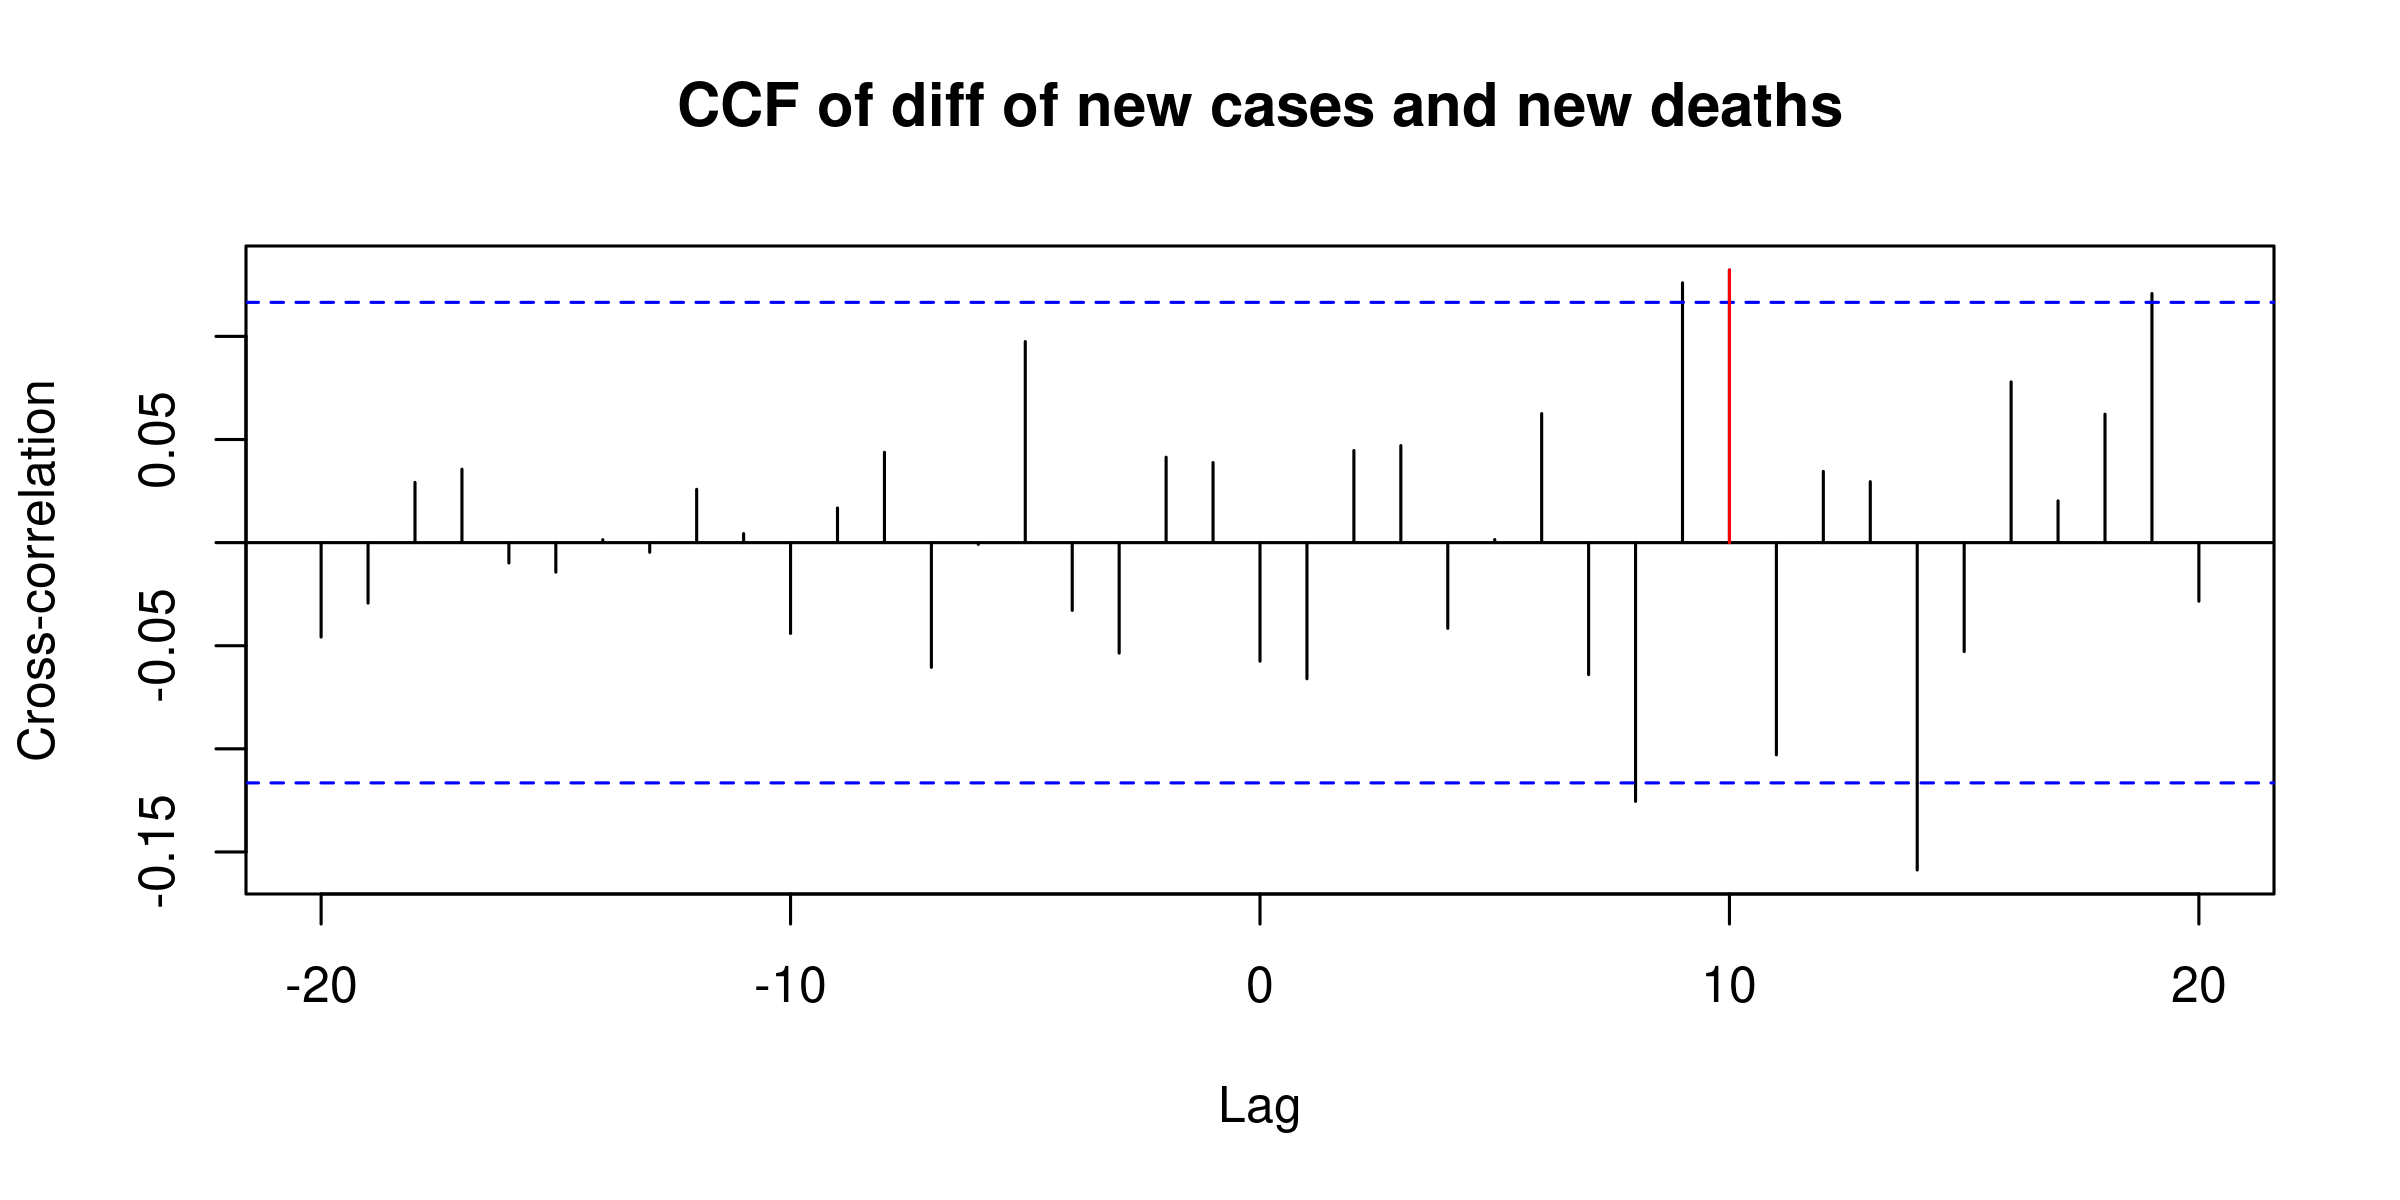 CCF of diff of new cases and new deaths
Cross-correlation
0.05
-0.05
-0.15
-20 -10 0 10 20
Lag